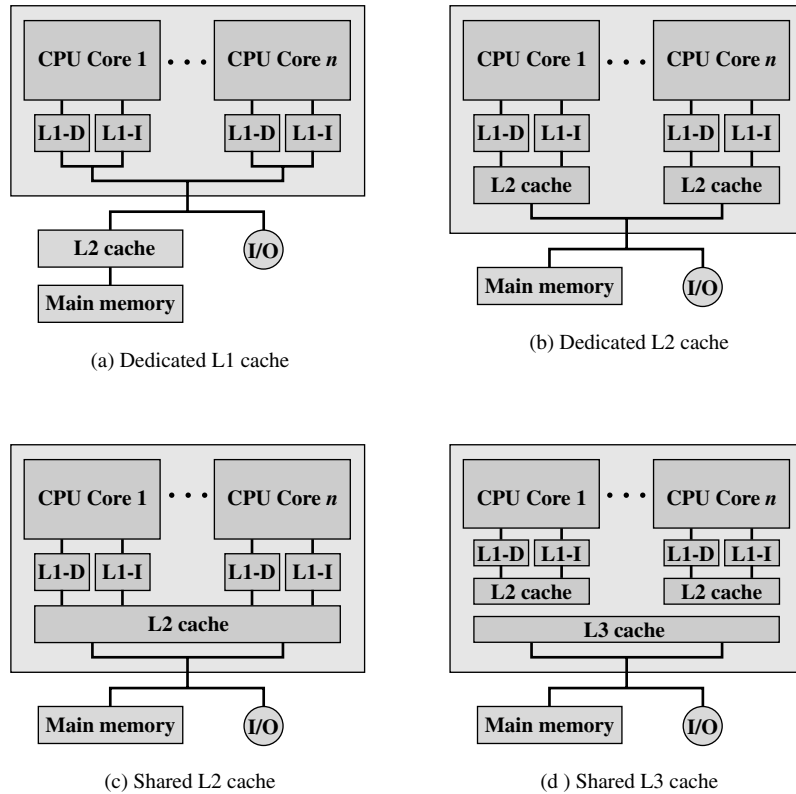 CPU Core 1 • • • CPU Core n
L1-D L1-I L1-D L1-I
L2 cache I/O
Main memory
(a) Dedicated L1 cache
CPU Core 1 • • • CPU Core n
L1-D L1-I L1-D L1-I
L2 cache L2 cache
Main memory I/O
(b) Dedicated L2 cache
CPU Core 1 • • • CPU Core n
L1-D L1-I L1-D L1-I
L2 cache
Main memory I/O
(c) Shared L2 cache
CPU Core 1 • • • CPU Core n
L1-D L1-I L1-D L1-I
L2 cache L2 cache
L3 cache
Main memory I/O
(d ) Shared L3 cache